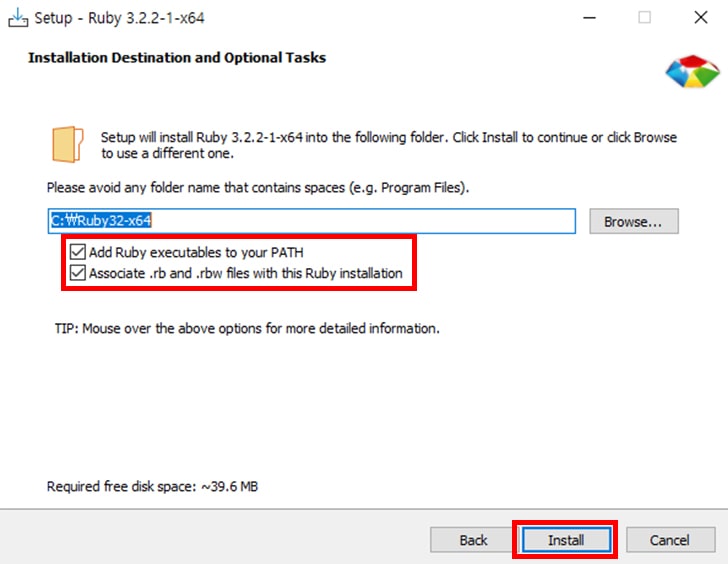 Setup - Ruby 3.2.2-1-x64
Installation Destination and Optional Tasks
Setup will install Ruby 3.2.2-1-x64 into the following folder. Click Install to continue or click Browse
to use a different one.
Please avoid any folder name that contains spaces (e.g. Program Files).
C:₩Ruby32-x64
Browse...
Add Ruby executables to your PATH
Associate .rb and .rbw files with this Ruby installation
TIP: Mouse over the above options for more detailed information.
Required free disk space: ~39.6 MB
Back
Install
Cancel